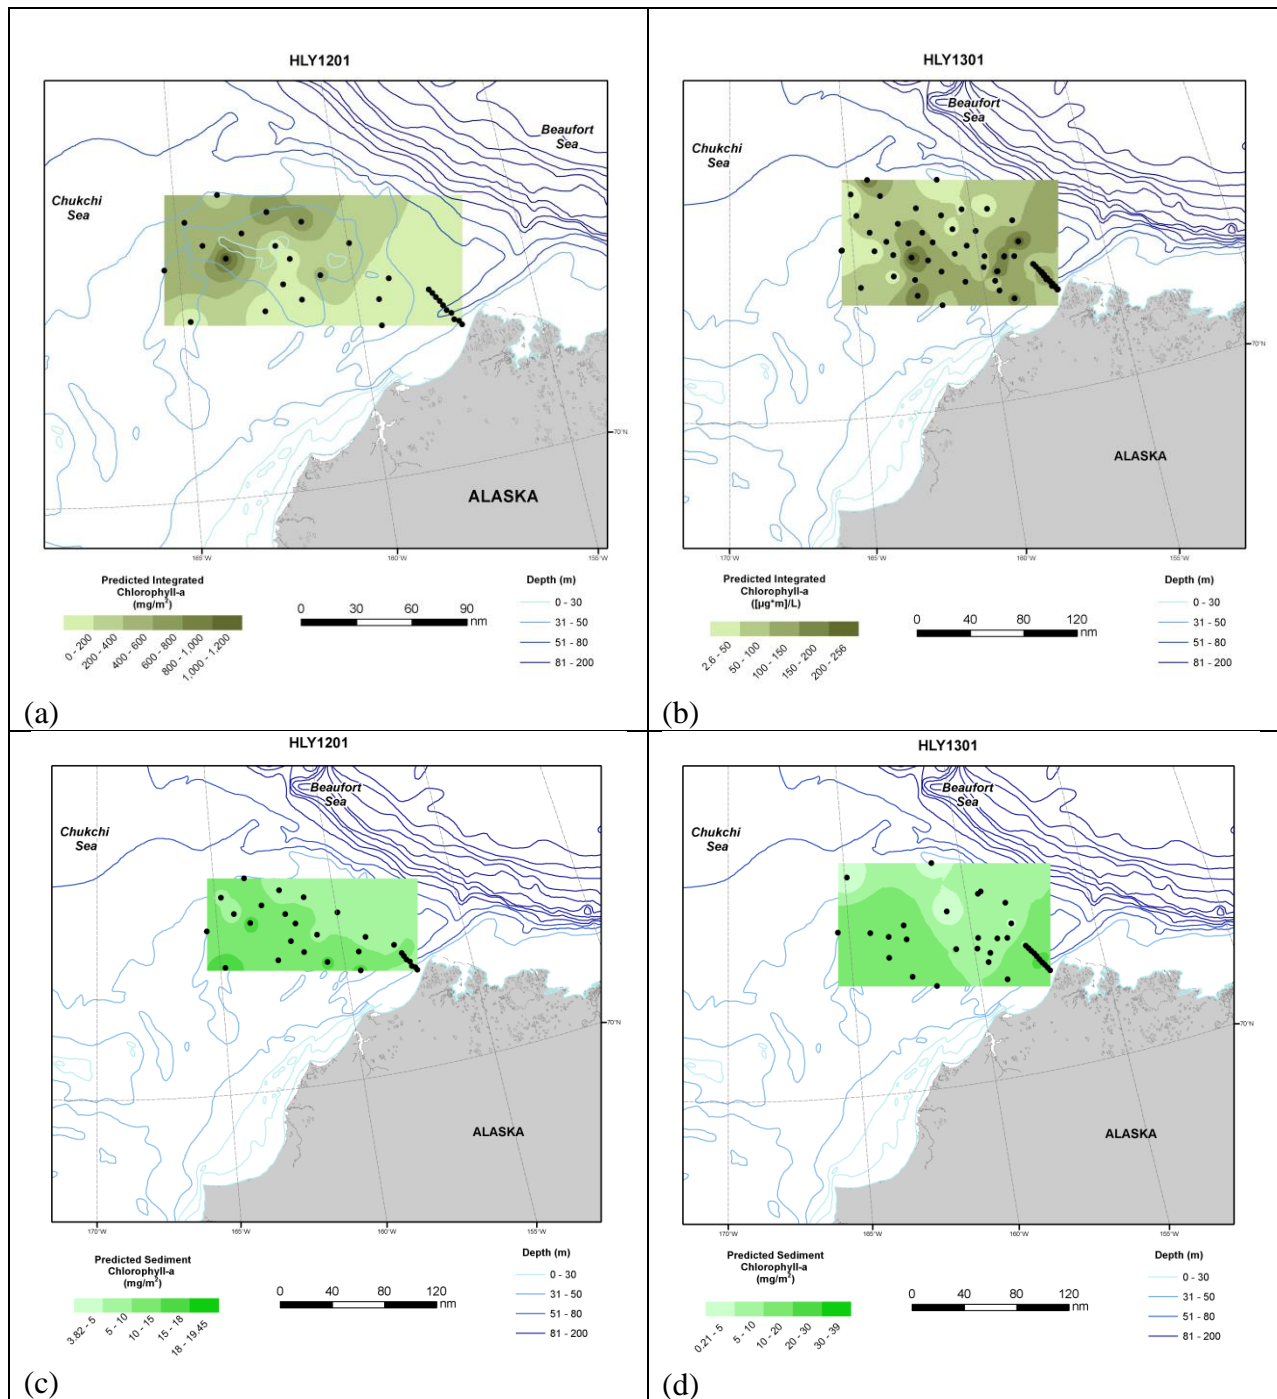 HLY1201
Beaufort
Sea
Chukchi
Sea
70°N
ALASKA
165°W
160°W
155°W
Predicted Integrated
Chlorophyll-a
(mg/m²)
0 - 200
200 - 400
400 - 600
600 - 800
800 - 1,000
1,000 - 1,200
0 30 60 90
nm
Depth (m)
0 - 30
31 - 50
51 - 80
81 - 200
(a)
HLY1301
Beaufort
Sea
Chukchi
Sea
70°N
ALASKA
170°W
165°W
160°W
155°W
Predicted Integrated
Chlorophyll-a
([µg*m]/L)
2.6 - 50
50 - 100
100 - 150
150 - 200
200 - 256
0 40 80 120
nm
Depth (m)
0 - 30
31 - 50
51 - 80
81 - 200
(b)
HLY1201
Beaufort
Sea
Chukchi
Sea
70°N
ALASKA
170°W
165°W
160°W
155°W
Predicted Sediment
Chlorophyll-a
(mg/m²)
3.82 - 5
5 - 10
10 - 15
15 - 18
18 - 19.45
0 40 80 120
nm
Depth (m)
0 - 30
31 - 50
51 - 80
81 - 200
(c)
HLY1301
Beaufort
Sea
Chukchi
Sea
70°N
ALASKA
170°W
165°W
160°W
155°W
Predicted Sediment
Chlorophyll-a
(mg/m²)
0.21 - 5
5 - 10
10 - 20
20 - 30
30 - 39
0 40 80 120
nm
Depth (m)
0 - 30
31 - 50
51 - 80
81 - 200
(d)